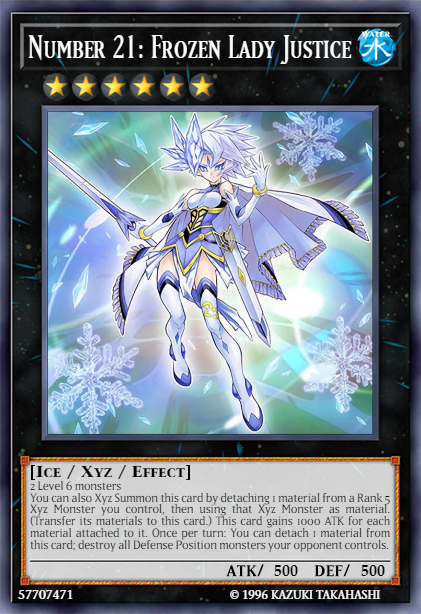 Number 21: Frozen Lady Justice
WATER
水
[Ice / Xyz / Effect]
2 Level 6 monsters
You can also Xyz Summon this card by detaching 1 material from a Rank 5
Xyz Monster you control, then using that Xyz Monster as material.
(Transfer its materials to this card.) This card gains 1000 ATK for each
material attached to it. Once per turn: You can detach 1 material from
this card; destroy all Defense Position monsters your opponent controls.
ATK/ 500 DEF/ 500
57707471
© 1996 KAZUKI TAKAHASHI
21